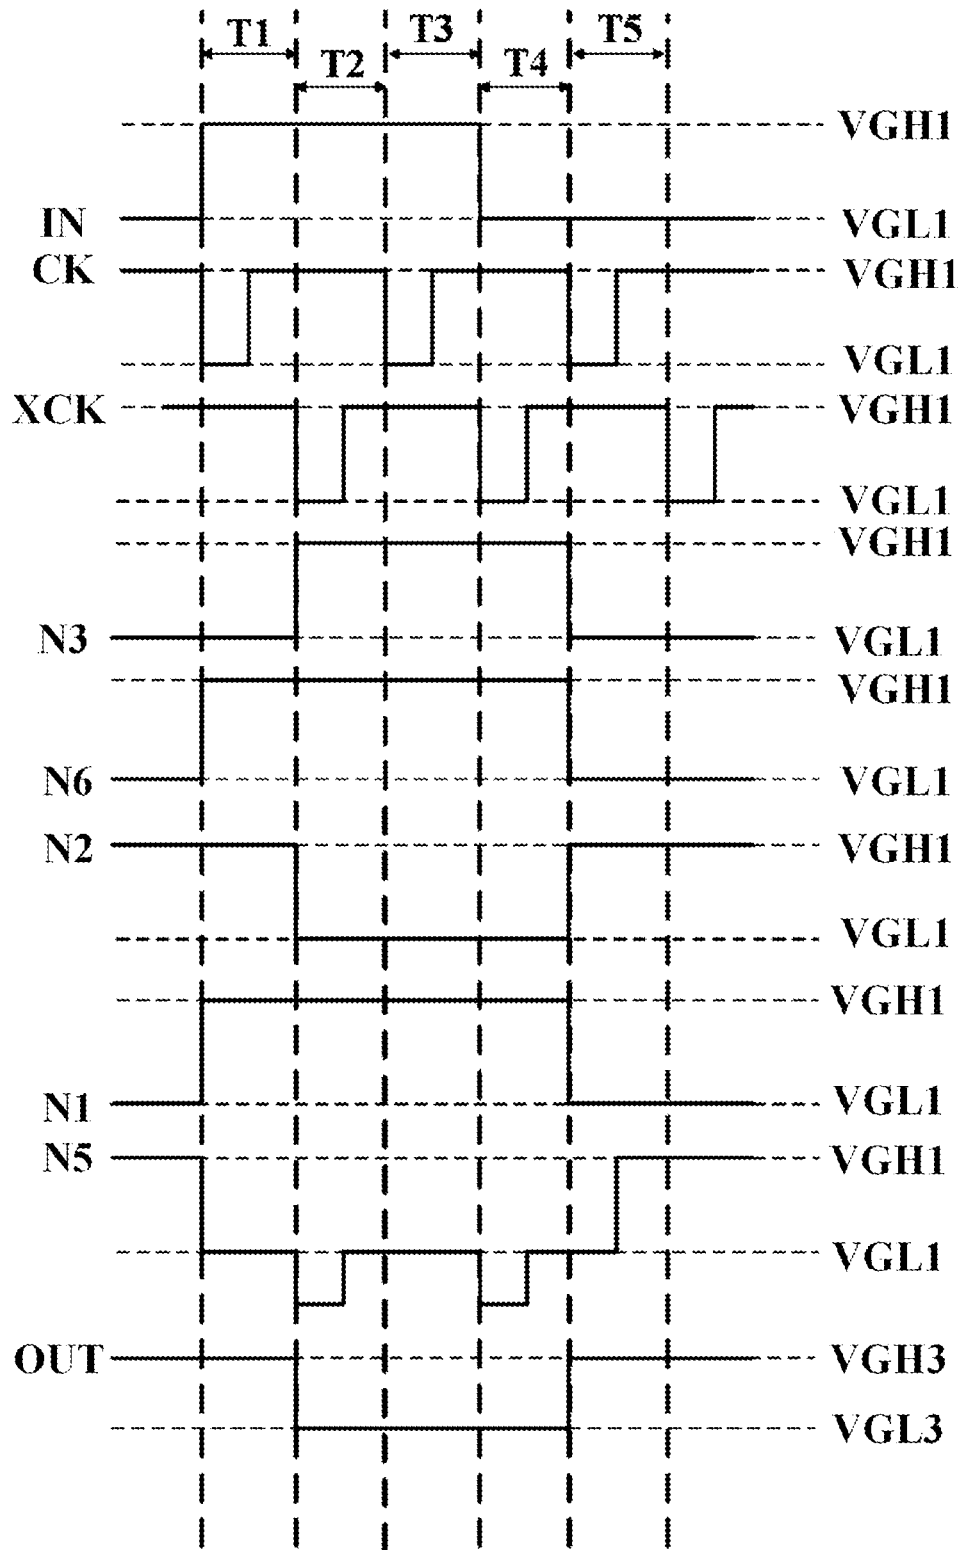 T1 T3 T5
T2 T4
VGH1
IN VGL1
CK VGH1
VGL1
XCK VGH1
VGL1
VGH1
N3 VGL1
VGH1
N6 VGL1
N2 VGH1
VGL1
VGH1
N1 VGL1
N5 VGH1
VGL1
OUT VGH3
VGL3